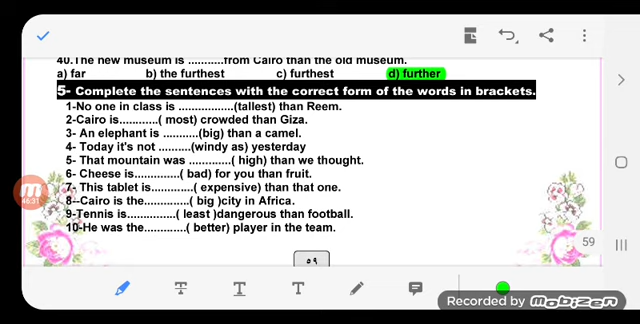 40.The new museum is ...........from Cairo than the old museum.
a) far b) the furthest c) furthest d) further
5- Complete the sentences with the correct form of the words in brackets.
1-No one in class is .................(tallest) than Reem.
2-Cairo is............( most) crowded than Giza.
3- An elephant is ...........(big) than a camel.
4- Today it's not ..........(windy as) yesterday
5- That mountain was .............( high) than we thought.
6- Cheese is..............( bad) for you than fruit.
7- This tablet is.............( expensive) than that one.
8--Cairo is the..............( big )city in Africa.
9-Tennis is...............( least )dangerous than football.
10-He was the.............( better) player in the team.
46:31
59
٥٩
T T T
Recorded by Mobizen